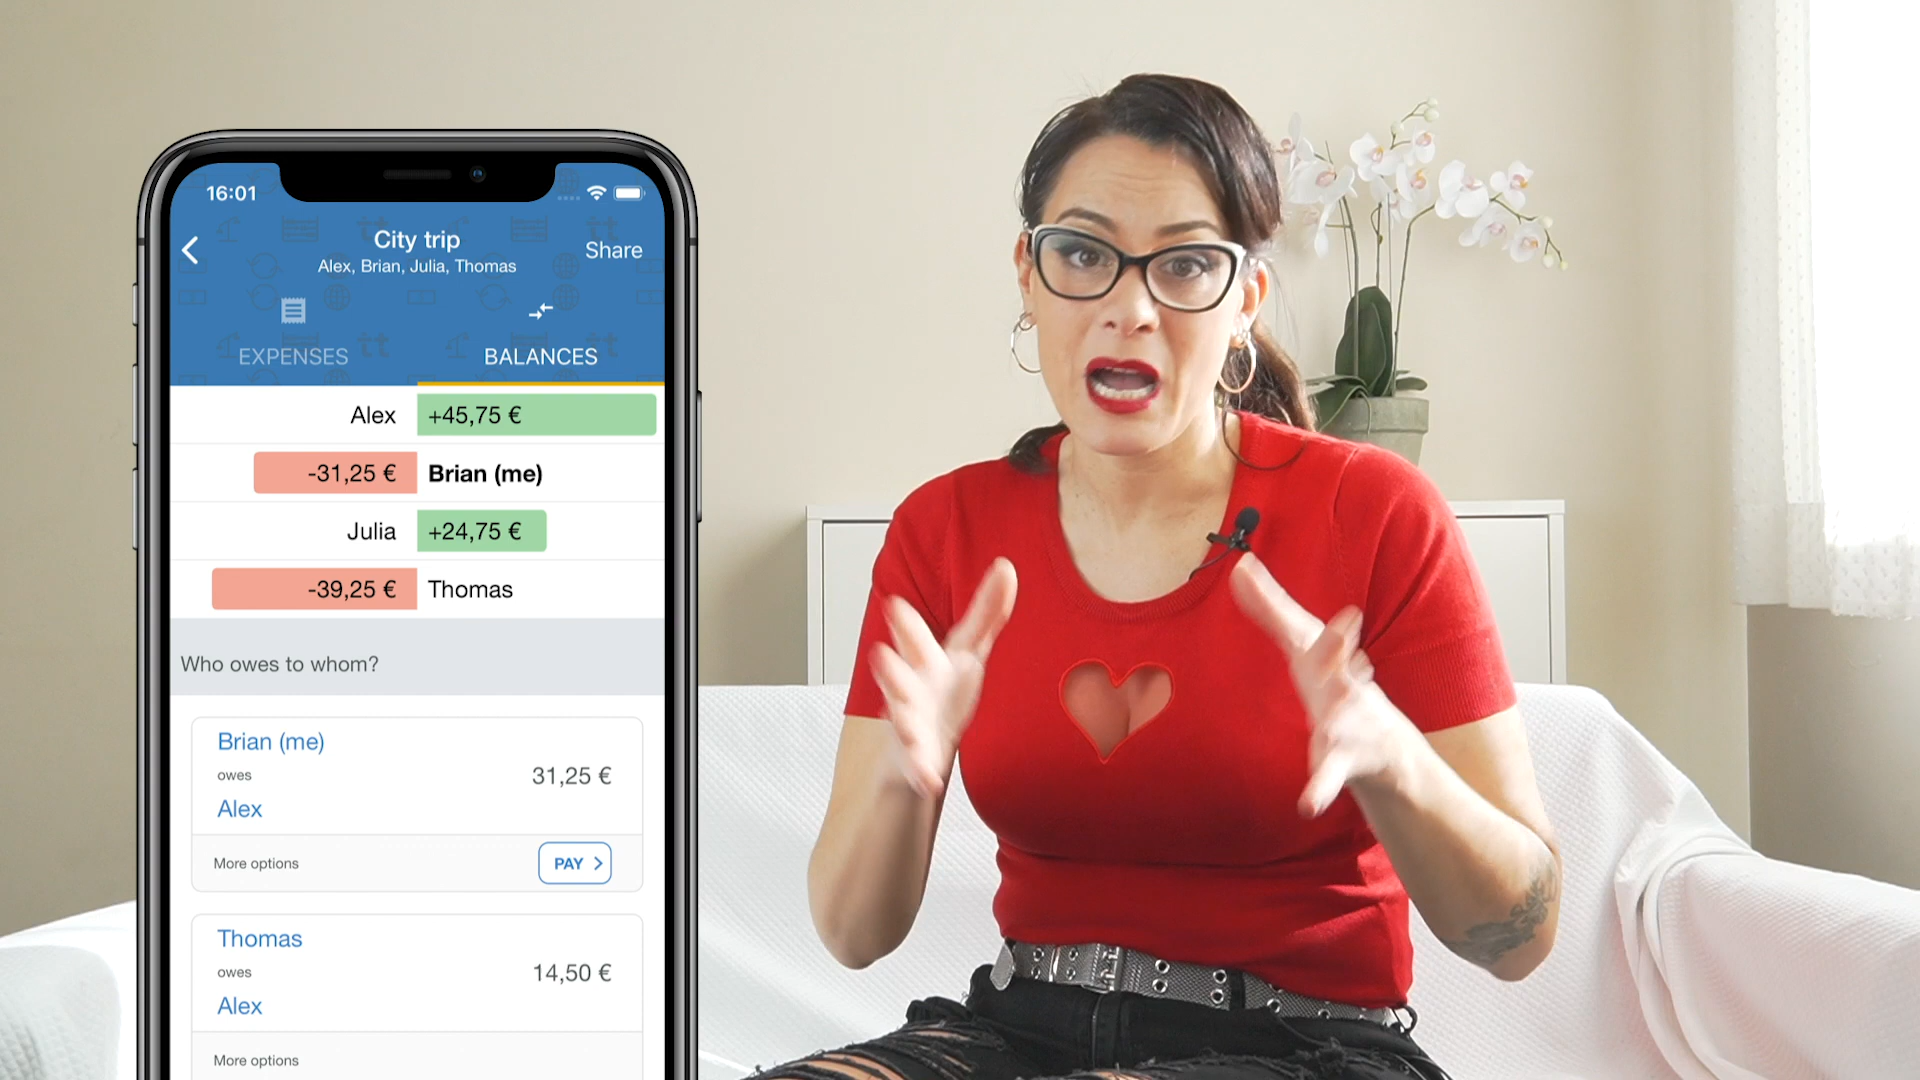 16:01
City trip
Share
Alex, Brian, Julia, Thomas
EXPENSES
BALANCES
Alex +45,75 €
-31,25 € Brian (me)
Julia +24,75 €
-39,25 € Thomas
Who owes to whom?
Brian (me)
owes 31,25 €
Alex
More options PAY
Thomas
owes 14,50 €
Alex
More options